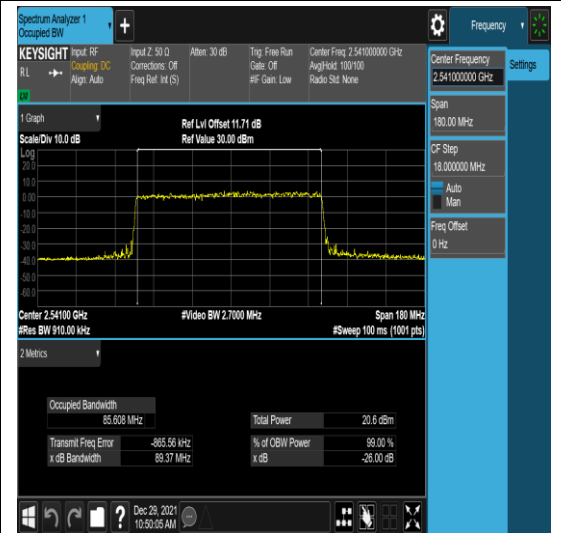 Spectrum Analyzer 1
Occupied BW
Frequency
KEYSIGHT
R L
Input: RF
Coupling: DC
Align: Auto
Input Z: 50 Ω
Corrections: Off
Freq Ref: Int (S)
Atten: 30 dB
Trig: Free Run
Gate: Off
#IF Gain: Low
Center Freq: 2.541000000 GHz
Avg|Hold: 100/100
Radio Std: None
Center Frequency
2.541000000 GHz
Settings
Span
180.00 MHz
CF Step
18.000000 MHz
Auto
Man
Freq Offset
0 Hz
1 Graph
Scale/Div 10.0 dB
Ref Lvl Offset 11.71 dB
Ref Value 30.00 dBm
Log
20.0
10.0
0.00
-10.0
-20.0
-30.0
-40.0
-50.0
-60.0
Center 2.54100 GHz
#Video BW 2.7000 MHz
Span 180 MHz
#Res BW 910.00 kHz
#Sweep 100 ms (1001 pts)
2 Metrics
Occupied Bandwidth
85.608 MHz
Total Power 20.6 dBm
Transmit Freq Error -865.56 kHz
% of OBW Power 99.00 %
x dB Bandwidth 89.37 MHz
x dB -26.00 dB
?
Dec 29, 2021
10:50:05 AM